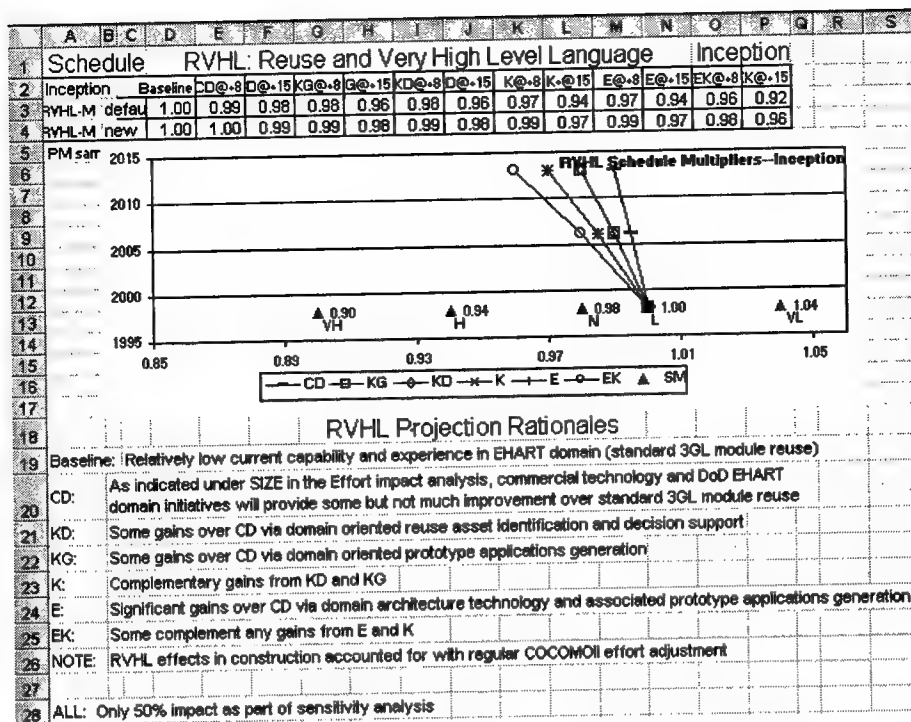 A B C D E F G H I J K L M N O P Q R S
1 Schedule RVHL: Reuse and Very High Level Language Inception
2 Inception Baseline CD@+8 D@+15 KG@+8 G@+15 KD@+8 D@+15 K@+8 K+@15 E@+8 E@+15 EK@+8 K@+15
3 RVHL-M defau 1.00 0.99 0.98 0.98 0.96 0.98 0.96 0.97 0.94 0.97 0.94 0.96 0.92
4 RVHL-M new 1.00 1.00 0.99 0.99 0.98 0.99 0.98 0.99 0.97 0.99 0.97 0.98 0.96
5 PM sam
6
7
8
9
10
11
12
13
14
15
16
17
RVHL Schedule Multipliers--Inception
2015
2010
2005
2000
1995
0.90 0.94 0.98 1.00 1.04
VH H N L VL
0.85 0.89 0.93 0.97 1.01 1.05
CD KG KD K E EK SM
18 RVHL Projection Rationales
19 Baseline: Relatively low current capability and experience in EHART domain (standard 3GL module reuse)
As indicated under SIZE in the Effort impact analysis, commercial technology and DoD EHART
20 CD: domain initiatives will provide some but not much improvement over standard 3GL module reuse
21 KD: Some gains over CD via domain oriented reuse asset identification and decision support
22 KG: Some gains over CD via domain oriented prototype applications generation
23 K: Complementary gains from KD and KG
24 E: Significant gains over CD via domain architecture technology and associated prototype applications generation
25 EK: Some complement any gains from E and K
26 NOTE: RVHL effects in construction accounted for with regular COCOMOII effort adjustment
27
28 ALL: Only 50% impact as part of sensitivity analysis